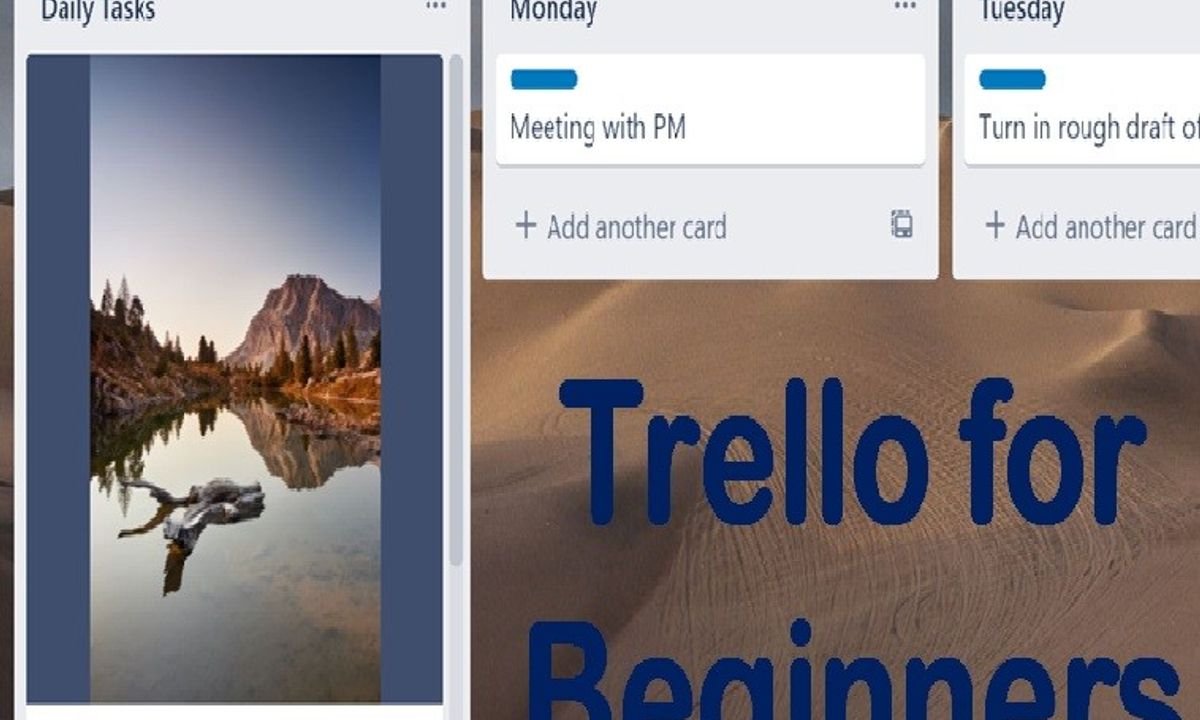 Daily Tasks
Monday
Tuesday
Meeting with PM
Turn in rough draft of
+ Add another card
+ Add another card
Trello for
Beginners